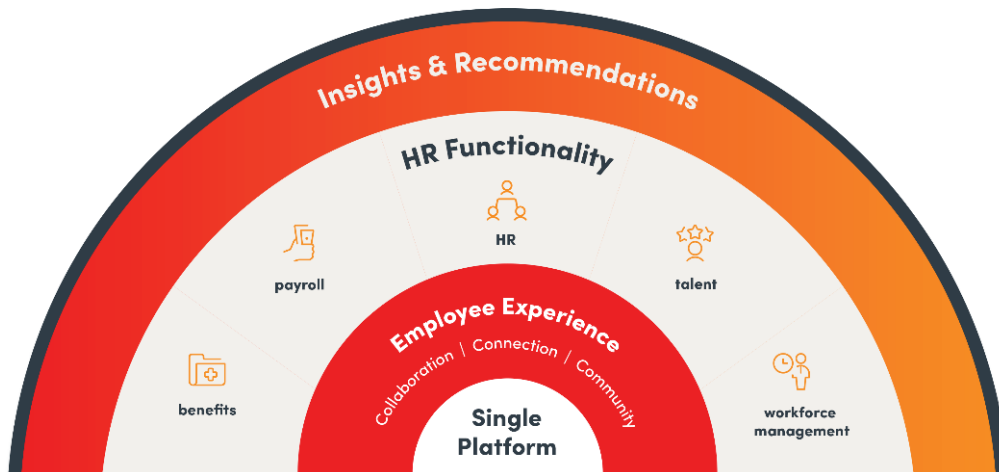 Insights & Recommendations
HR Functionality
HR
payroll
talent
benefits
workforce
management
Employee Experience
Collaboration | Connection | Community
Single
Platform